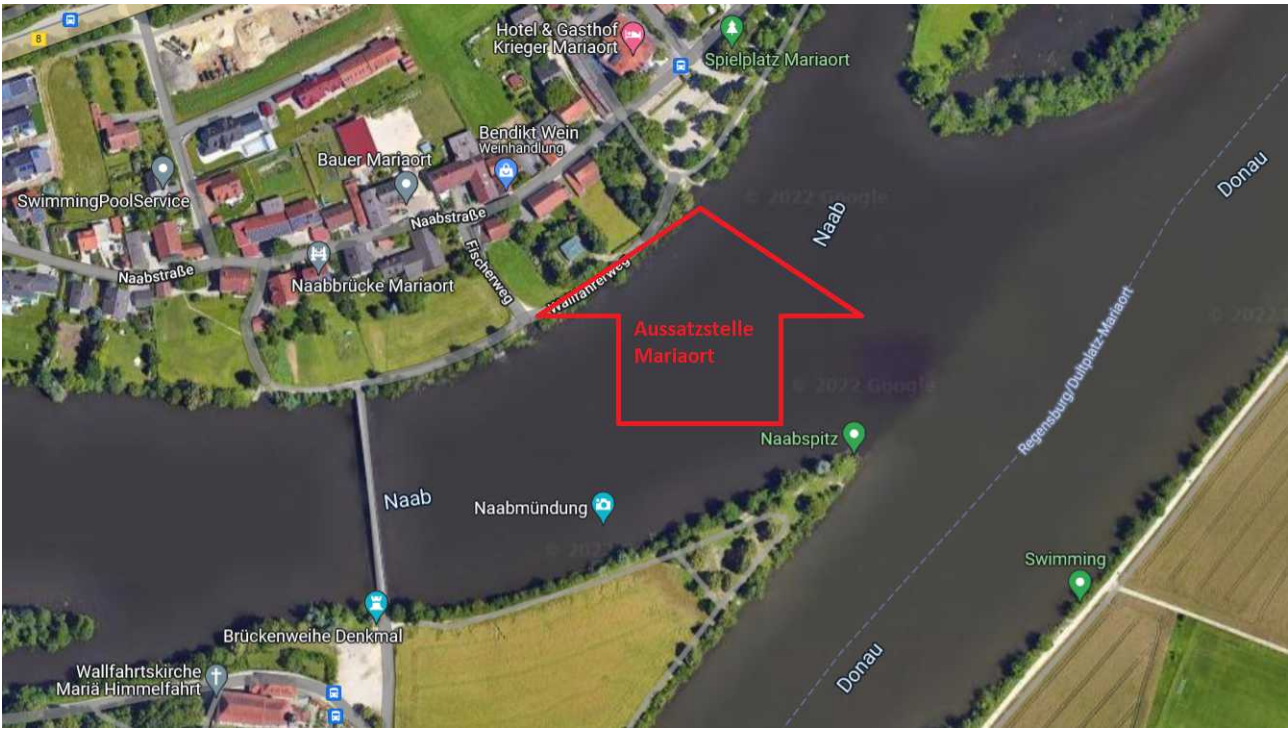 B
Hotel & Gasthof
Krieger Mariaort
Spielplatz Mariaort
Bendikt Wein
Weinhandlung
Bauer Mariaort
SwimmingPoolService
Naabstraße
Naabstraße
Naabbrücke Mariaort
Fischerweg
Wallfahrerweg
© 2022 Google
Naab
Donau
Aussatzstelle
Mariaort
Regensburg/Dultplatz-Mariaort
© 2022 Google
Naabspitz
Naab
Naabmündung
Swimming
Brückenweihe Denkmal
Wallfahrtskirche
Mariä Himmelfahrt
Donau